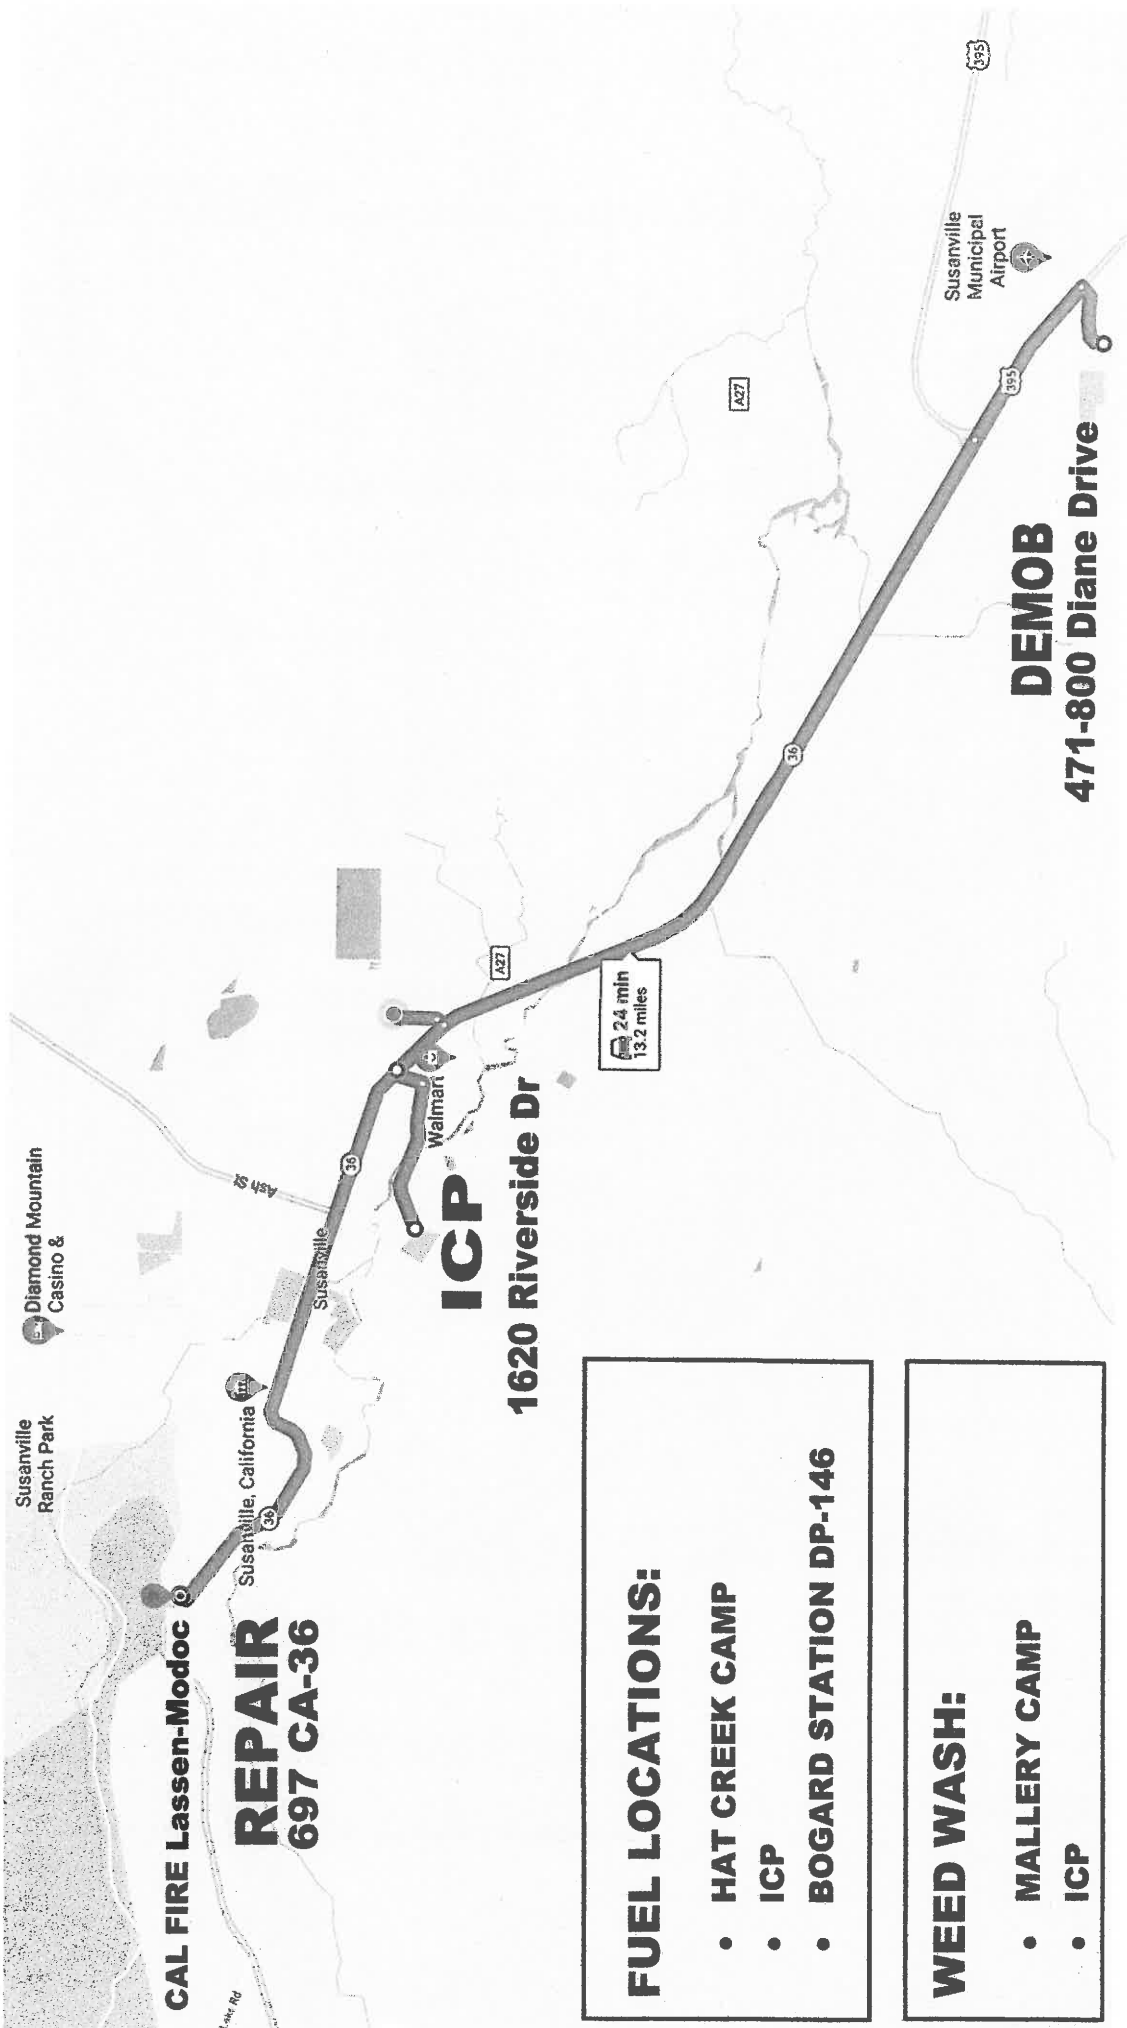 Susanville
Ranch Park
Diamond Mountain
Casino &
CAL FIRE Lassen-Modoc
REPAIR
697 CA-36
Susanville, California
36
Susanville
Ash St
36
Walmart
ICP
1620 Riverside Dr
A27
24 min
13.2 miles
36
A27
395
Susanville
Municipal
Airport
395
DEMOB
471-800 Diane Drive
Lake Rd
FUEL LOCATIONS:
• HAT CREEK CAMP
• ICP
• BOGARD STATION DP-146
WEED WASH:
• MALLERY CAMP
• ICP